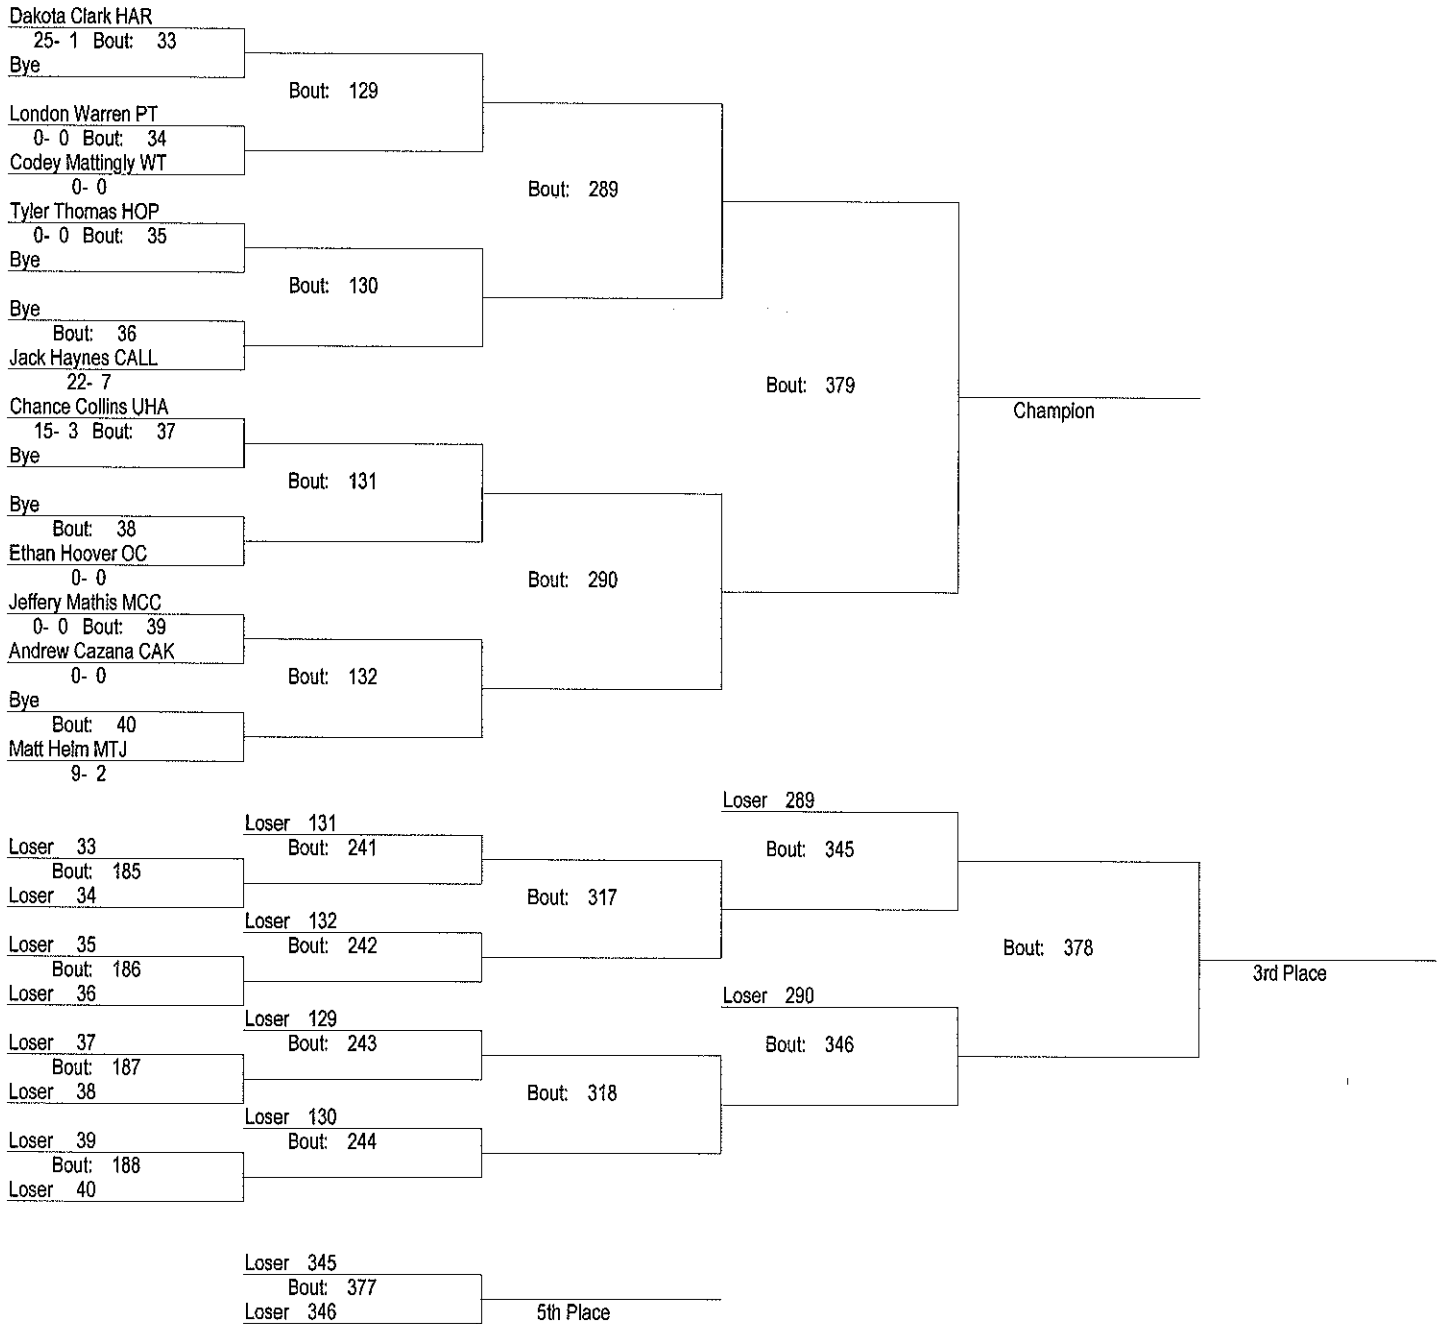 Dakota Clark HAR
25- 1 Bout: 33
Bye
Bout: 129
London Warren PT
0- 0 Bout: 34
Codey Mattingly WT
0- 0
Bout: 289
Tyler Thomas HOP
0- 0 Bout: 35
Bye
Bout: 130
Bye
Bout: 36
Jack Haynes CALL
22- 7
Bout: 379
Champion
Chance Collins UHA
15- 3 Bout: 37
Bye
Bout: 131
Bye
Bout: 38
Ethan Hoover OC
0- 0
Bout: 290
Jeffery Mathis MCC
0- 0 Bout: 39
Andrew Cazana CAK
0- 0
Bout: 132
Bye
Bout: 40
Matt Helm MTJ
9- 2
Loser 289
Loser 131
Loser 33
Bout: 241
Bout: 345
Bout: 185
Loser 34
Bout: 317
Loser 132
Loser 35
Bout: 242
Bout: 378
Bout: 186
3rd Place
Loser 36
Loser 290
Loser 129
Loser 37
Bout: 243
Bout: 346
Bout: 187
Loser 38
Bout: 318
Loser 130
Loser 39
Bout: 244
Bout: 188
Loser 40
Loser 345
Bout: 377
Loser 346
5th Place